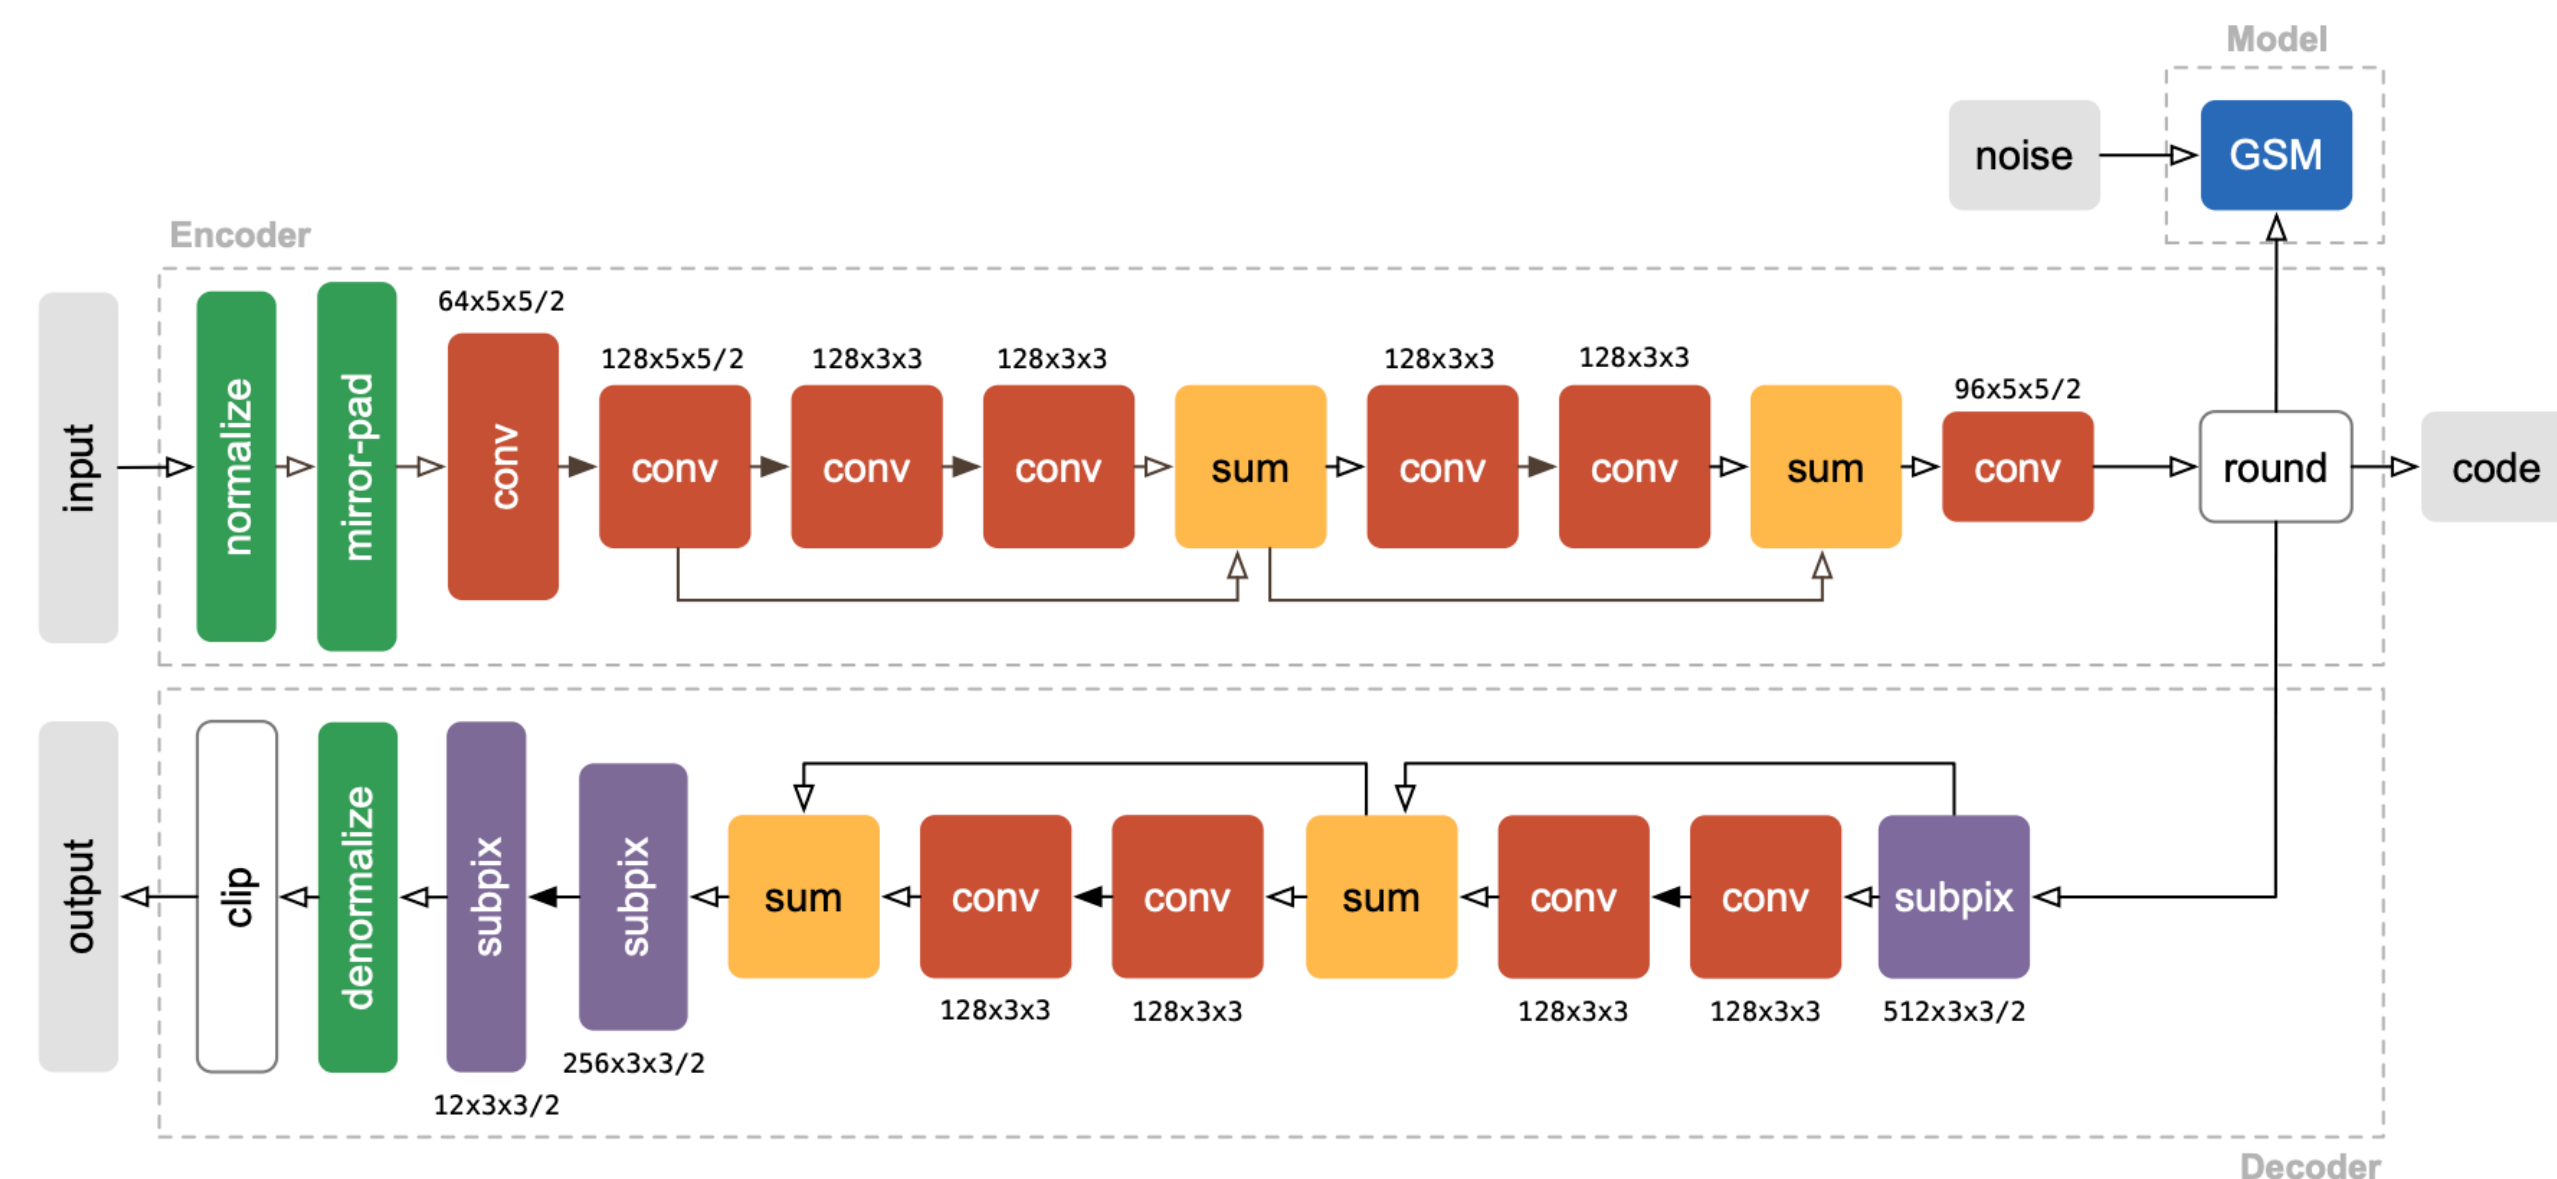 Model
noise
GSM
Encoder
64x5x5/2
128x5x5/2
128x3x3
128x3x3
128x3x3
128x3x3
96x5x5/2
input
normalize
mirror-pad
conv
conv
conv
conv
sum
conv
conv
sum
conv
round
code
output
clip
denormalize
subpix
subpix
sum
conv
conv
sum
conv
conv
subpix
12x3x3/2
256x3x3/2
128x3x3
128x3x3
128x3x3
128x3x3
512x3x3/2
Decoder